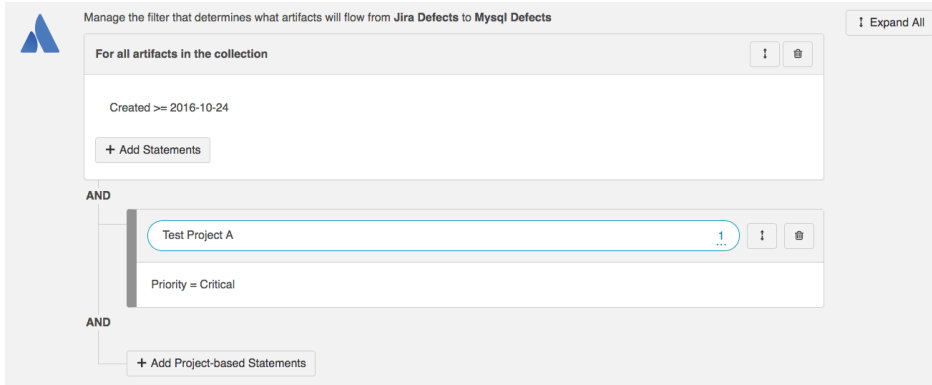 Manage the filter that determines what artifacts will flow from Jira Defects to Mysql Defects
Expand All
For all artifacts in the collection
Created >= 2016-10-24
+ Add Statements
AND
Test Project A 1
Priority = Critical
AND
+ Add Project-based Statements